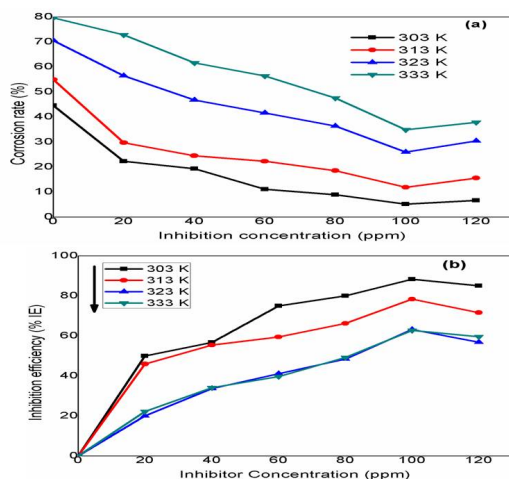 (a)
303 K
313 K
323 K
333 K
Corrosion rate (%)
80
70
60
50
40
30
20
10
0
0 20 40 60 80 100 120
Inhibition concentration (ppm)
(b)
303 K
313 K
323 K
333 K
Inhibition efficiency (% IE)
100
80
60
40
20
0
20 40 60 80 100 120
Inhibitor Concentration (ppm)